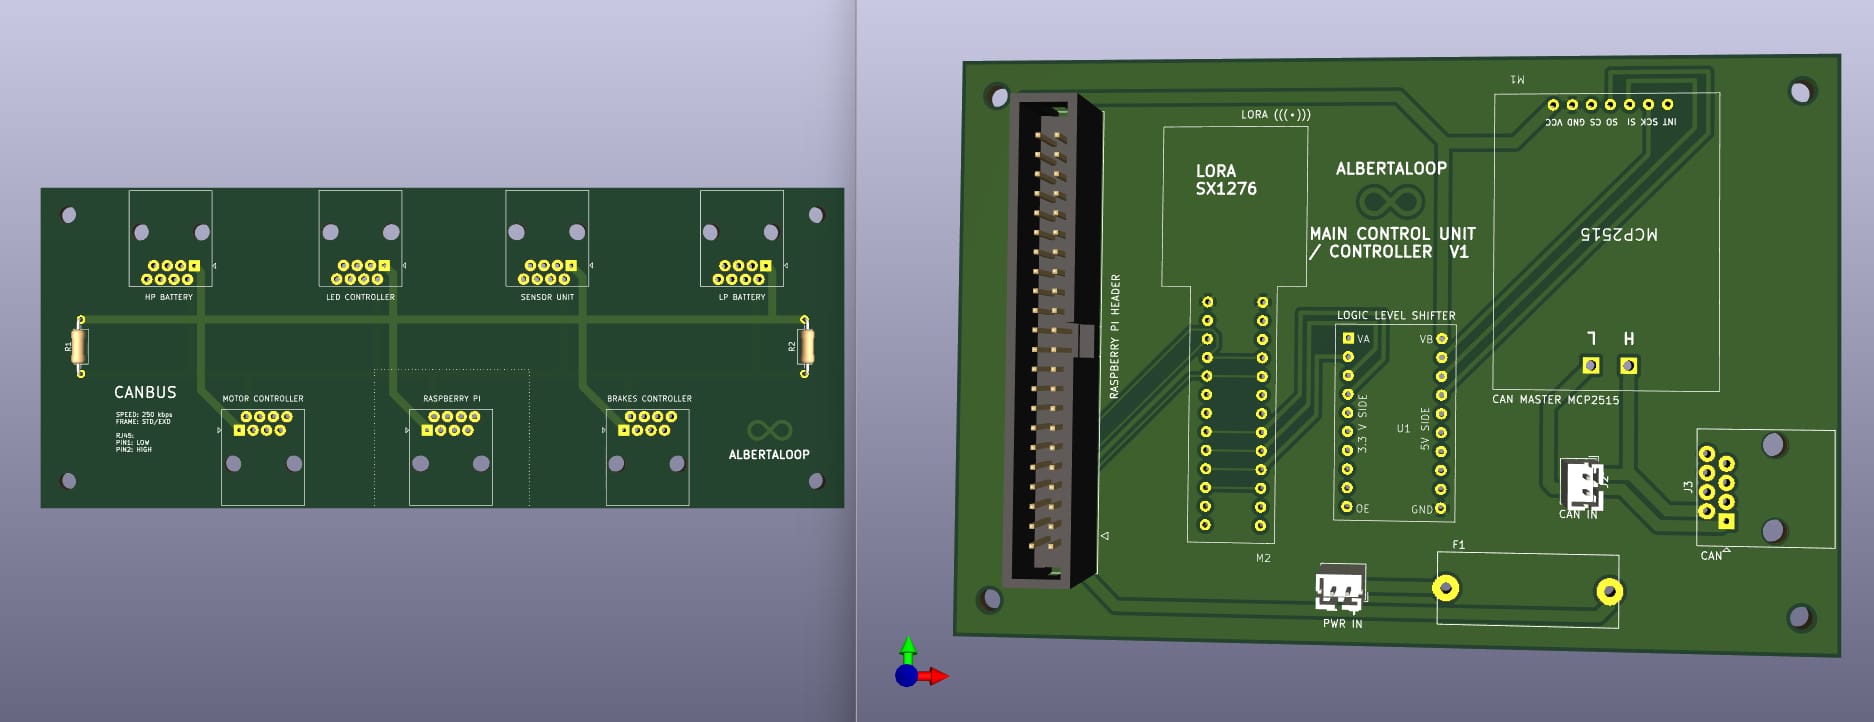 HP BATTERY
LED CONTROLLER
SENSOR UNIT
LP BATTERY
R1
R2
CANBUS
SPEED: 250 kbps
FRAME: STD/EXD
RJ45:
PIN1: LOW
PIN2: HIGH
MOTOR CONTROLLER
RASPBERRY PI
BRAKES CONTROLLER
ALBERTALOOP
M1
LORA (((•)))
VCC GND CS SO SI SCK INT
LORA
SX1276
ALBERTALOOP
MAIN CONTROL UNIT
/ CONTROLLER V1
MCP2515
RASPBERRY PI HEADER
LOGIC LEVEL SHIFTER
VA
VB
3.3 V SIDE
U1
5V SIDE
OE
GND
L
H
CAN MASTER MCP2515
J2
CAN IN
J3
CAN
M2
F1
PWR IN